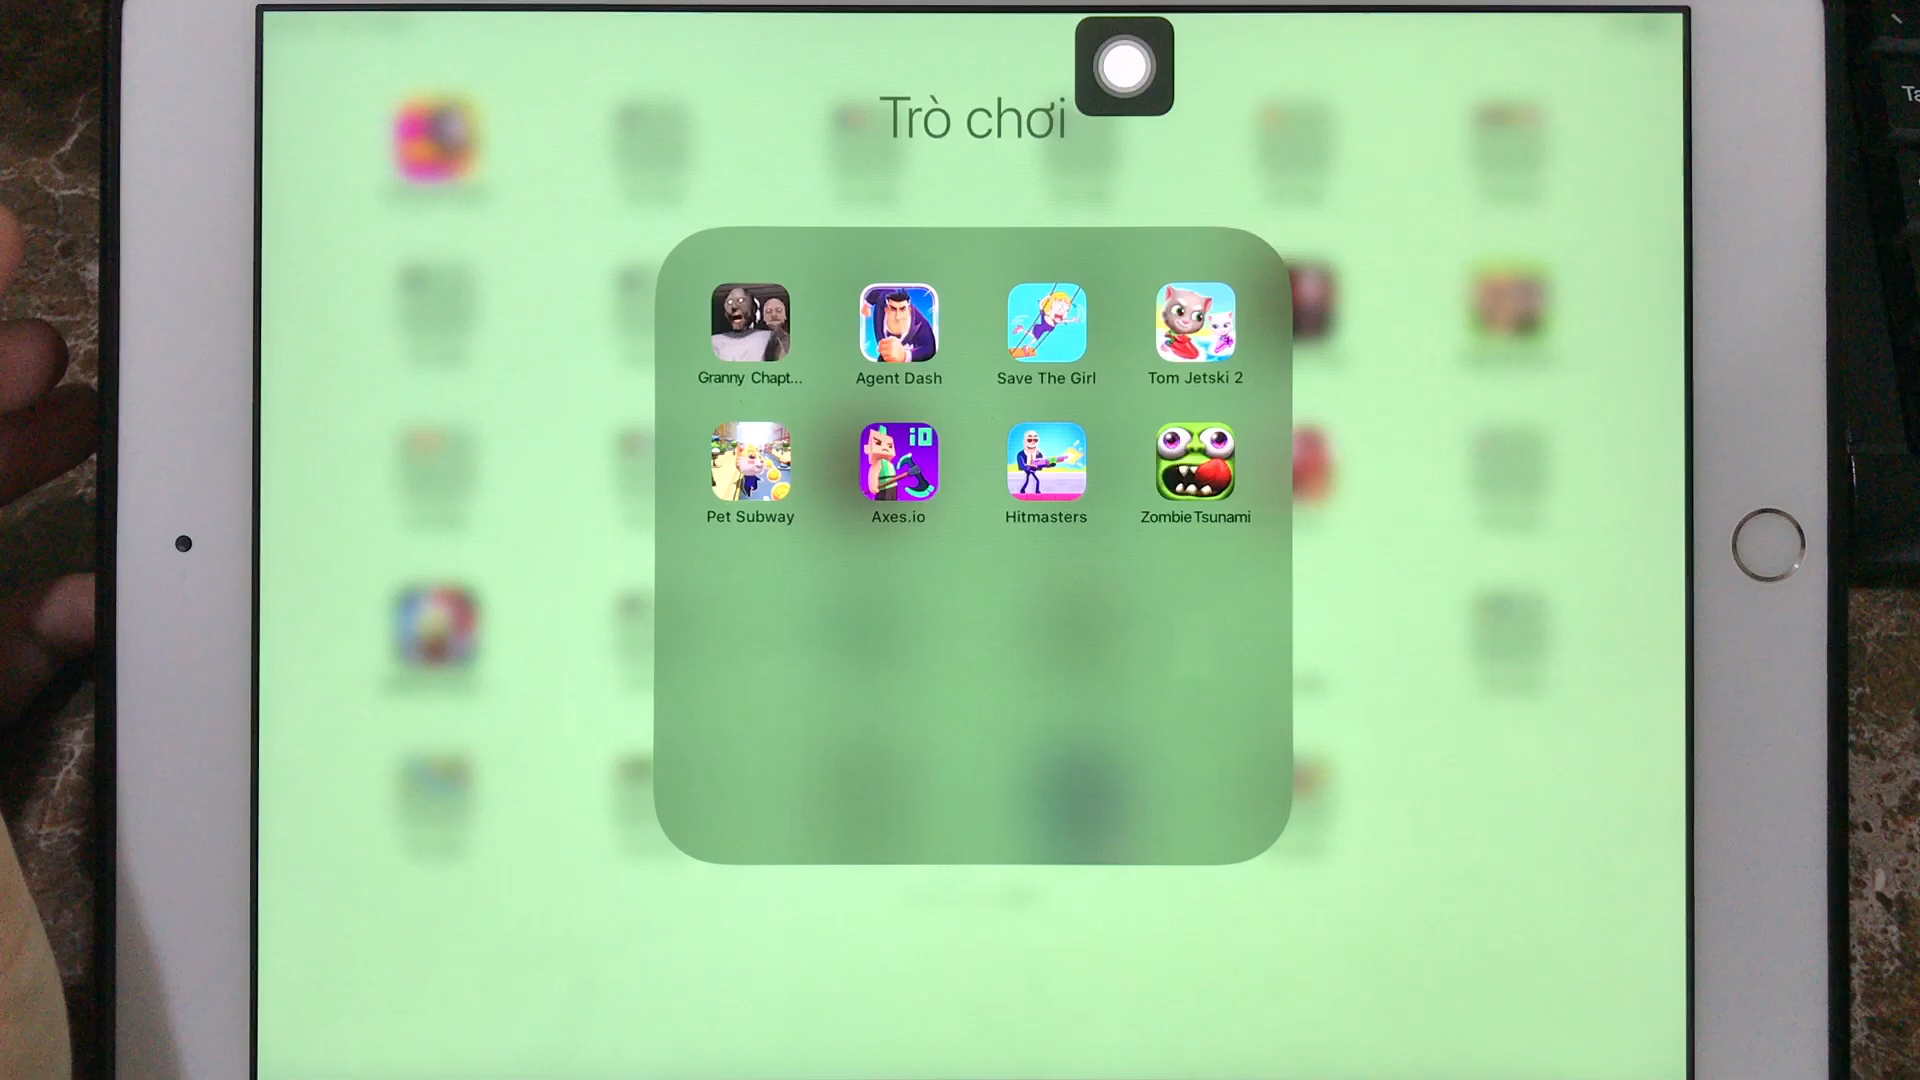 Trò chơi
Granny Chapt...
Agent Dash
Save The Girl
Tom Jetski 2
Pet Subway
Axes.io
iO
Hitmasters
Zombie Tsunami